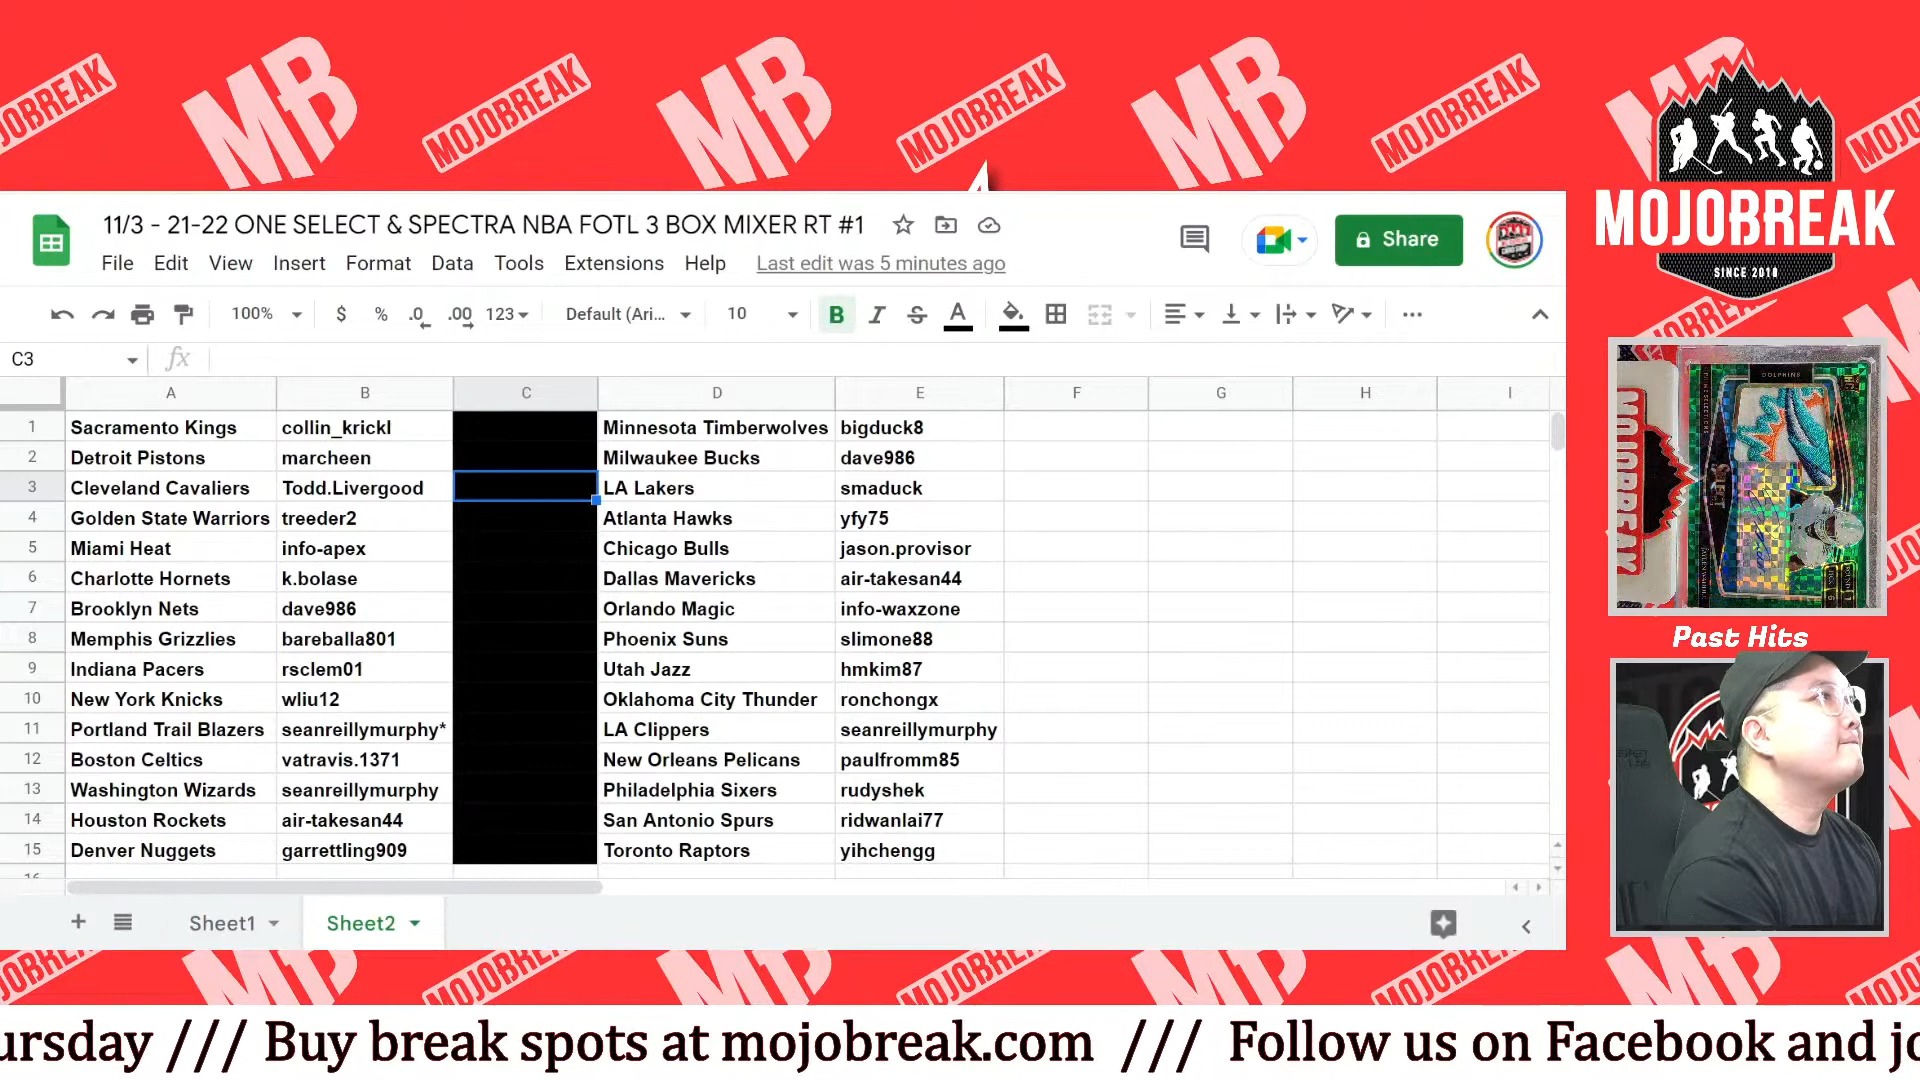 MOJOBREAK
SINCE 2018
11/3 - 21-22 ONE SELECT & SPECTRA NBA FOTL 3 BOX MIXER RT #1
Share
File Edit View Insert Format Data Tools Extensions Help Last edit was 5 minutes ago
100% $ % .0 .00 123 Default (Ari... 10 B I S A
C3 fx
A B C D E F G H I
1 Sacramento Kings collin_krickl Minnesota Timberwolves bigduck8
2 Detroit Pistons marcheen Milwaukee Bucks dave986
3 Cleveland Cavaliers Todd.Livergood LA Lakers smaduck
4 Golden State Warriors treeder2 Atlanta Hawks yfy75
5 Miami Heat info-apex Chicago Bulls jason.provisor
6 Charlotte Hornets k.bolase Dallas Mavericks air-takesan44
7 Brooklyn Nets dave986 Orlando Magic info-waxzone
8 Memphis Grizzlies bareballa801 Phoenix Suns slimone88
9 Indiana Pacers rsclem01 Utah Jazz hmkim87
10 New York Knicks wliu12 Oklahoma City Thunder ronchongx
11 Portland Trail Blazers seanreillymurphy* LA Clippers seanreillymurphy
12 Boston Celtics vatravis.1371 New Orleans Pelicans paulfromm85
13 Washington Wizards seanreillymurphy Philadelphia Sixers rudyshek
14 Houston Rockets air-takesan44 San Antonio Spurs ridwanlai77
15 Denver Nuggets garrettling909 Toronto Raptors yihchengg
Sheet1 Sheet2
DOLPHINS
SELECT
MOJOBREAK
Past Hits
ursday /// Buy break spots at mojobreak.com /// Follow us on Facebook and jo